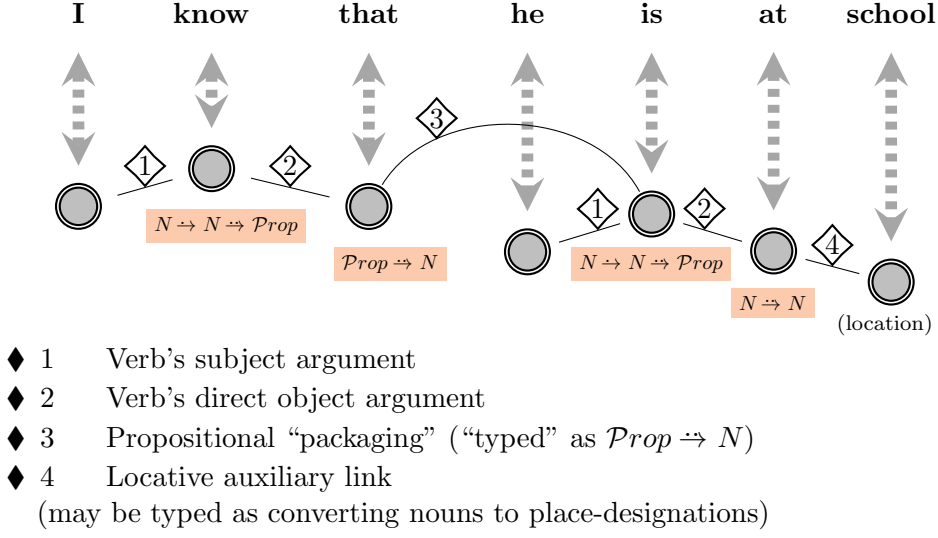 I know that he is at school
1 2 3 1 2 4
N ⇢ N ⇢ Prop
Prop ⇢ N
N ⇢ N ⇢ Prop
N ⇢ N
(location)
♦ 1 Verb’s subject argument
♦ 2 Verb’s direct object argument
♦ 3 Propositional “packaging” (“typed” as Prop ⇢ N)
♦ 4 Locative auxiliary link
(may be typed as converting nouns to place-designations)